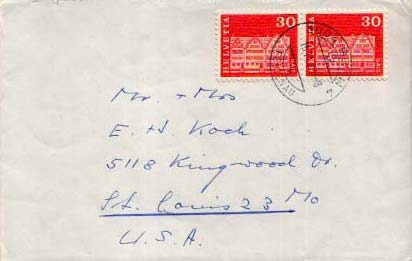 30 30
HELVETIA HELVETIA
Mr. + Mrs
E. H. Koch
5118 Kingwood Dr.
St. Louis 23 Mo
U.S.A.